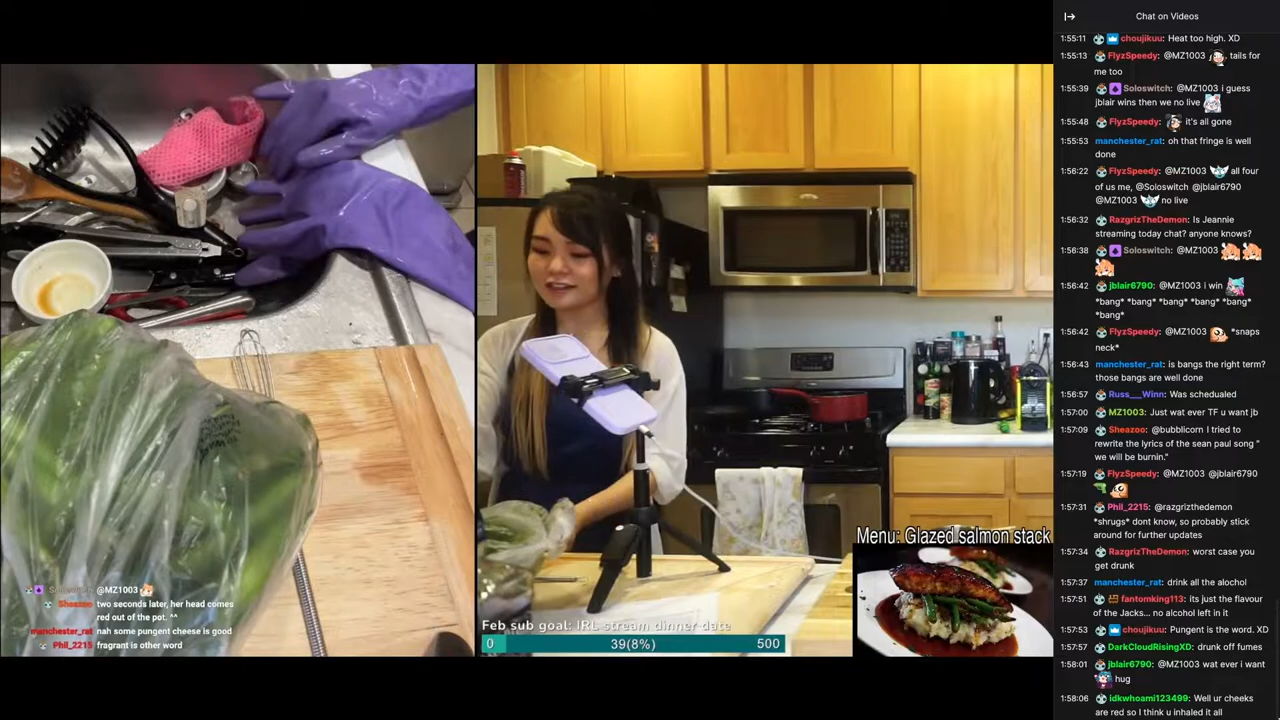 Soloswitch @MZ1003
Sheazoo two seconds later, her head comes
red out of the pot. ^^
manchester_rat nah some pungent cheese is good
Phil_2215 fragrant is other word
Menu: Glazed salmon stack
Feb sub goal: IRL stream dinner date
0 39(8%) 500
Chat on Videos
1:55:11 choujikuu: Heat too high. XD
1:55:13 FlyzSpeedy: @MZ1003 tails for
me too
1:55:39 Soloswitch: @MZ1003 i guess
jblair wins then we no live
1:55:48 FlyzSpeedy: it's all gone
1:55:53 manchester_rat: oh that fringe is well
done
1:56:22 FlyzSpeedy: @MZ1003 all four
of us me, @Soloswitch @jblair6790
@MZ1003 no live
1:56:32 RazgrizTheDemon: Is Jeannie
streaming today chat? anyone knows?
1:56:38 Soloswitch: @MZ1003
1:56:42 jblair6790: @MZ1003 i win
*bang* *bang* *bang* *bang* *bang*
*bang*
1:56:42 FlyzSpeedy: @MZ1003 *snaps
neck*
1:56:43 manchester_rat: is bangs the right term?
those bangs are well done
1:56:57 Russ___Winn: Was schedualed
1:57:00 MZ1003: Just wat ever TF u want jb
1:57:09 Sheazoo: @bubblicorn I tried to
rewrite the lyrics of the sean paul song "
we will be burnin."
1:57:19 FlyzSpeedy: @MZ1003 @jblair6790
1:57:31 Phil_2215: @razgrizthedemon
*shrugs* dont know, so probably stick
around for further updates
1:57:34 RazgrizTheDemon: worst case you
get drunk
1:57:37 manchester_rat: drink all the alochol
1:57:51 fantomking113: its just the flavour
of the Jacks... no alcohol left in it
1:57:53 choujikuu: Pungent is the word. XD
1:57:57 DarkCloudRisingXD: drunk off fumes
1:58:01 jblair6790: @MZ1003 wat ever i want
hug
1:58:06 idkwhoami123499: Well ur cheeks
are red so I think u inhaled it all